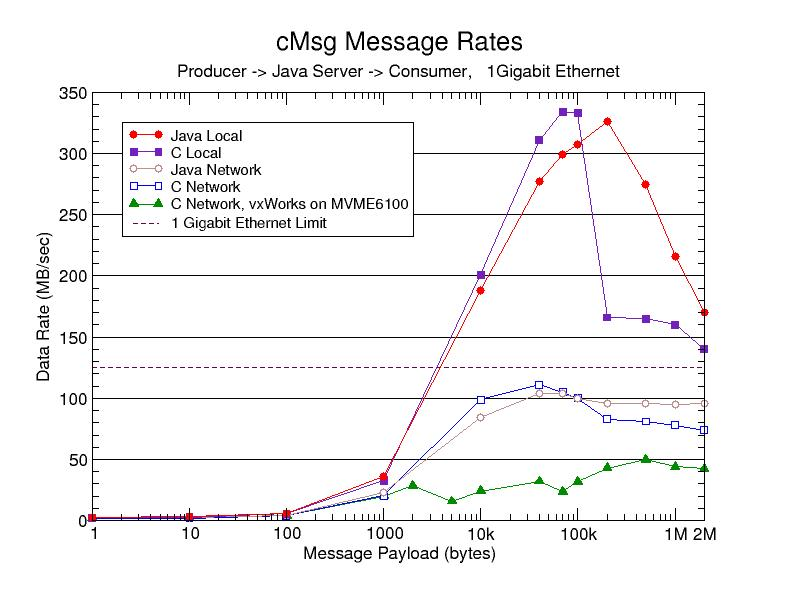 cMsg Message Rates
Producer -> Java Server -> Consumer, 1Gigabit Ethernet
350
300
250
200
150
100
50
0
Data Rate (MB/sec)
Java Local
C Local
Java Network
C Network
C Network, vxWorks on MVME6100
1 Gigabit Ethernet Limit
1 10 100 1000 10k 100k 1M 2M
Message Payload (bytes)